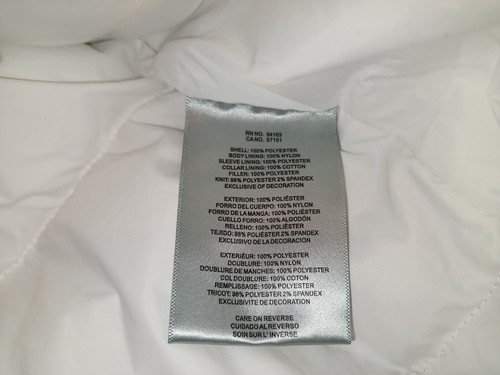 RN NO. 54163
CA NO. 57151
SHELL: 100% POLYESTER
BODY LINING: 100% NYLON
SLEEVE LINING: 100% POLYESTER
COLLAR LINING: 100% COTTON
FILLER: 100% POLYESTER
KNIT: 98% POLYESTER 2% SPANDEX
EXCLUSIVE OF DECORATION
EXTERIOR: 100% POLIÉSTER
FORRO DEL CUERPO: 100% NYLON
FORRO DE LA MANGA: 100% POLIÉSTER
CUELLO FORRO: 100% ALGODÓN
RELLENO: 100% POLIÉSTER
TEJIDO: 98% POLIÉSTER 2% SPANDEX
EXCLUSIVO DE LA DECORACION
EXTERIEUR: 100% POLYESTER
DOUBLURE: 100% NYLON
DOUBLURE DE MANCHES: 100% POLYESTER
COL DOUBLURE: 100% COTON
REMPLISSAGE: 100% POLYESTER
TRICOT: 98% POLYESTER 2% SPANDEX
EXCLUSIVITE DE DECORATION
CARE ON REVERSE
CUIDADO AL REVERSO
SOIN SUR L' INVERSE